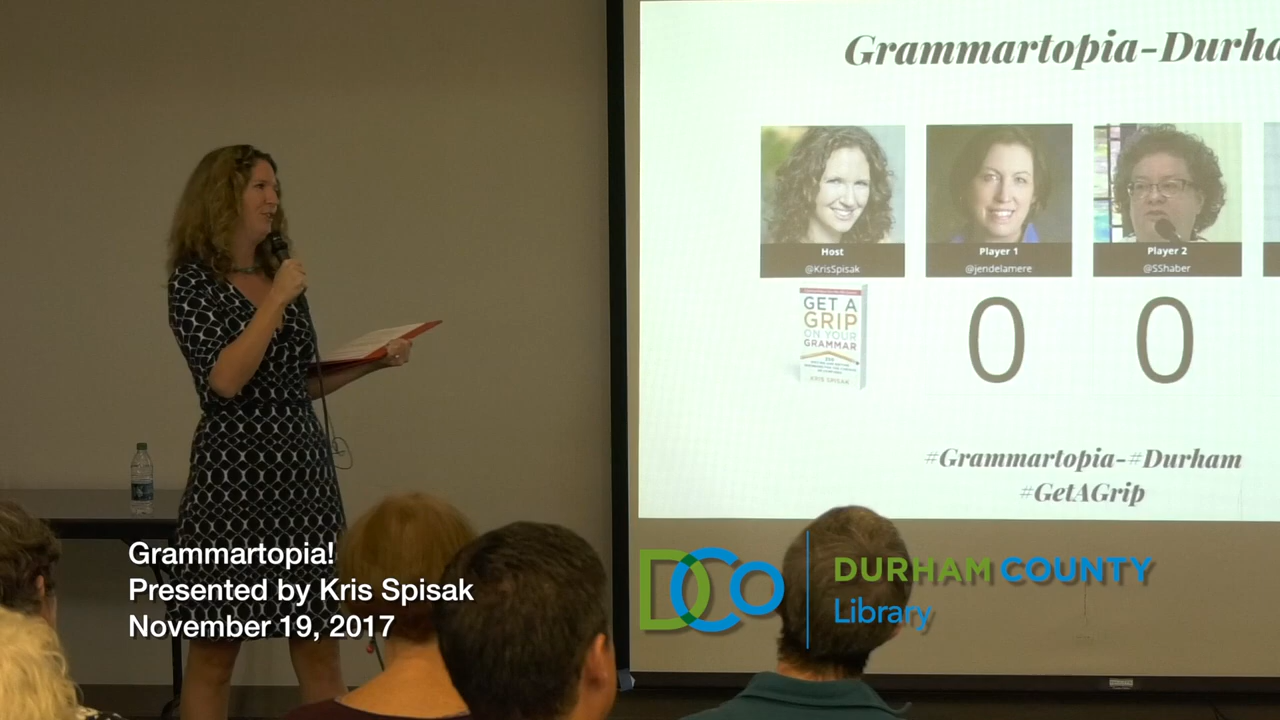 Grammartopia-Durha
Host
@KrisSpisak
Player 1
@jendelamere
Player 2
@SShaber
GET A
GRIP
ON YOUR
GRAMMAR
KRIS SPISAK
0
0
#Grammartopia-#Durham
#GetAGrip
Grammartopia!
Presented by Kris Spisak
November 19, 2017
DCo
DURHAM COUNTY
Library